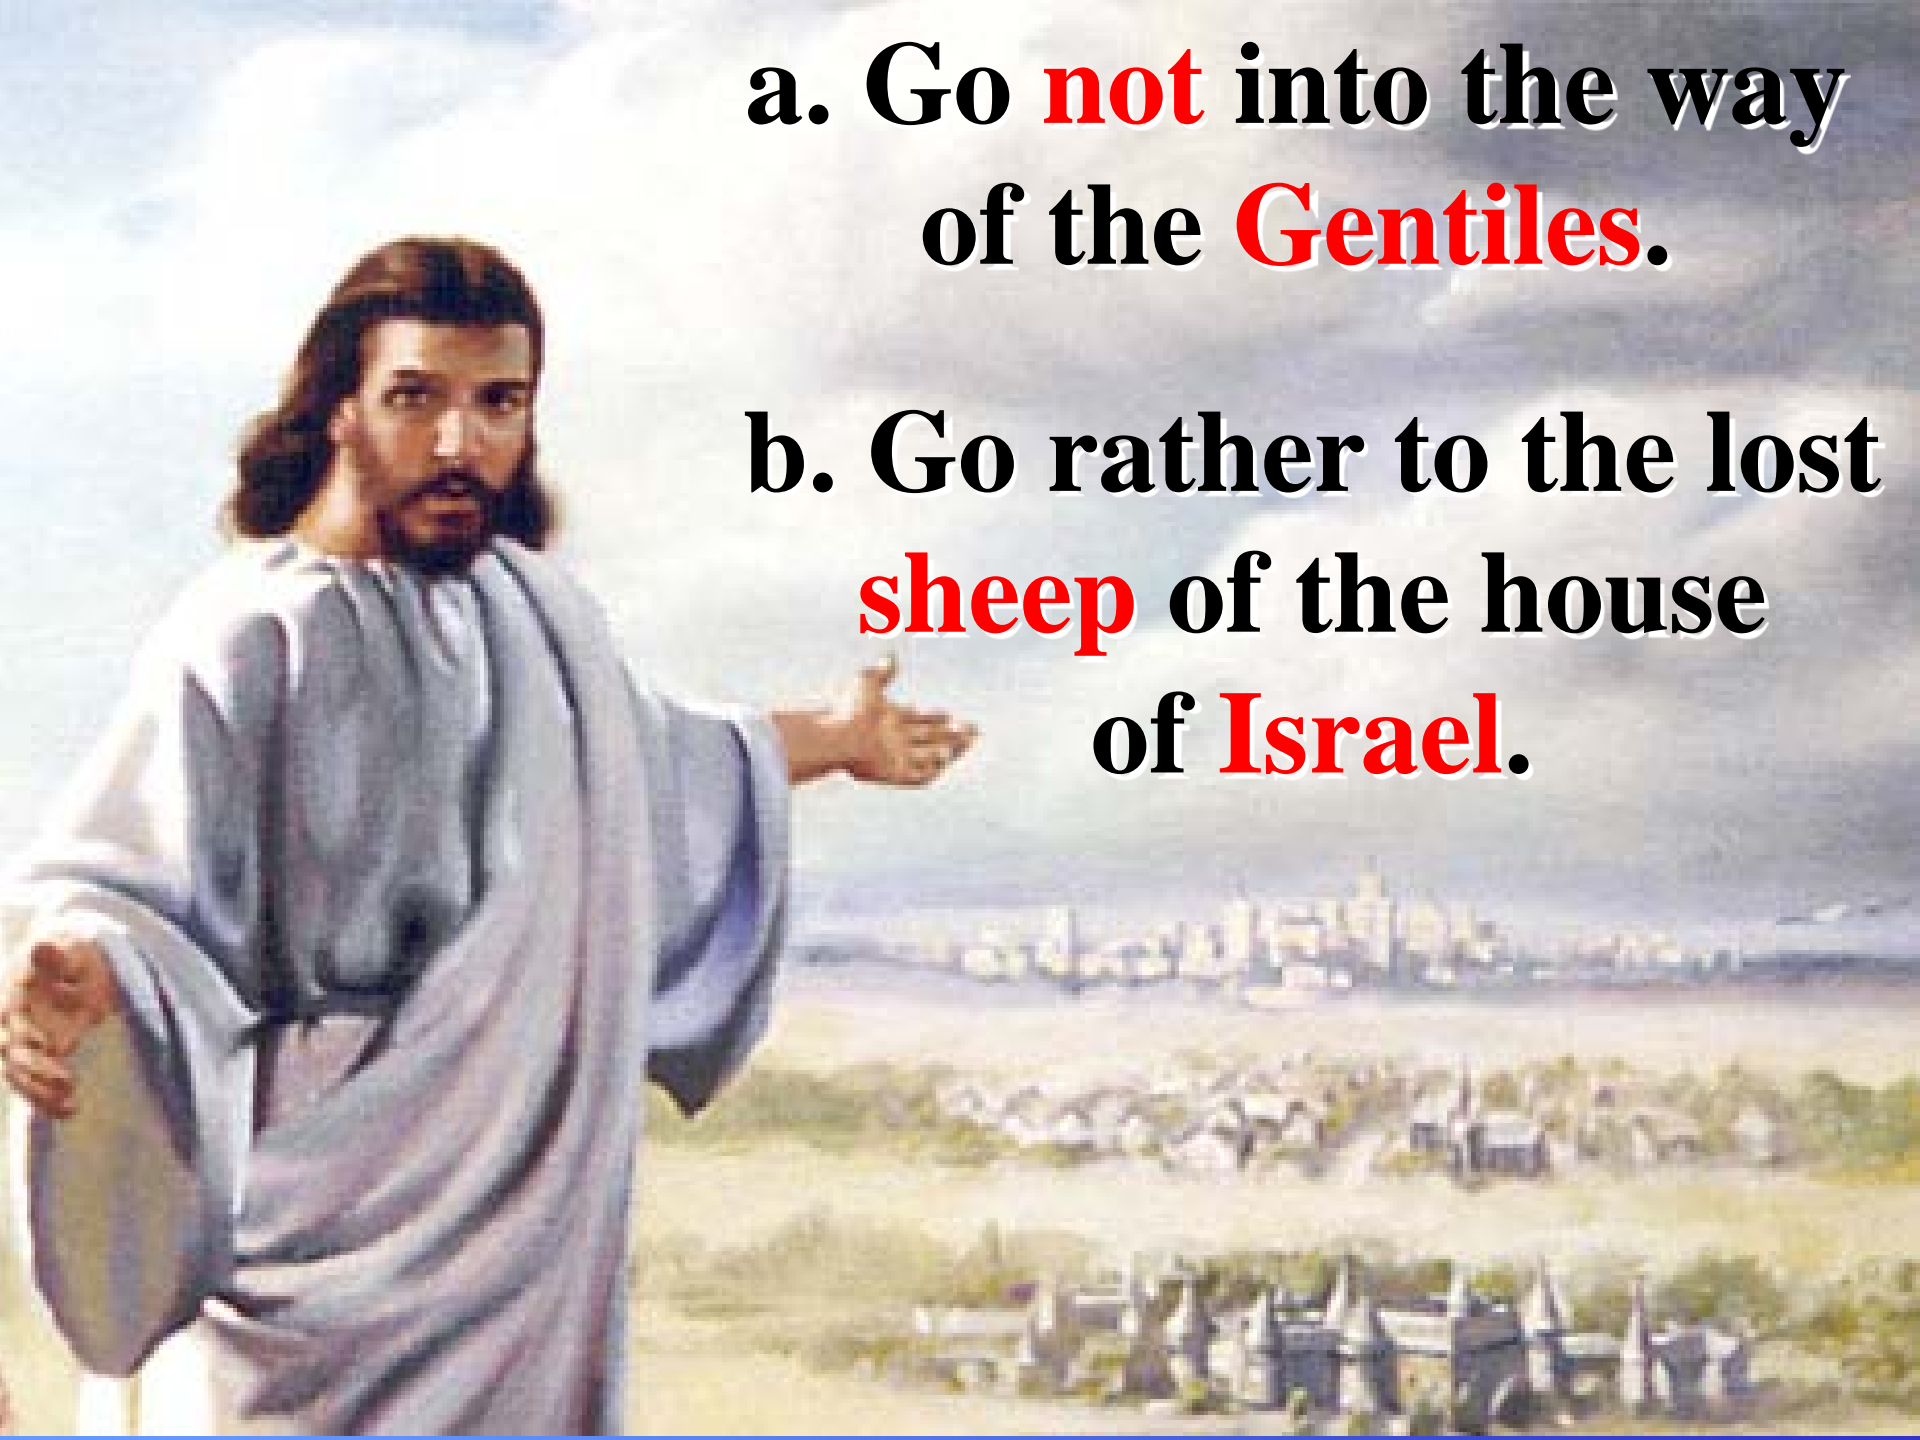 a. Go not into the way
of the Gentiles.
b. Go rather to the lost
sheep of the house
of Israel.